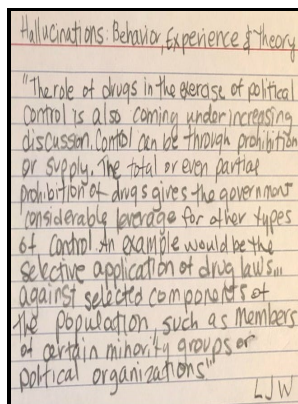 Hallucinations: Behavior, Experience & Theory
"The role of drugs in the exercise of political
control is also coming under increasing
discussion. Contol can be through prohibition
or supply. The total or even partial
prohibition of drugs gives the government
considerable leverage for other types
of control. An example would be the
selective application of drug laws...
against selected components of
the population, such as members
of certain minority groups or
political organizations"
LJW